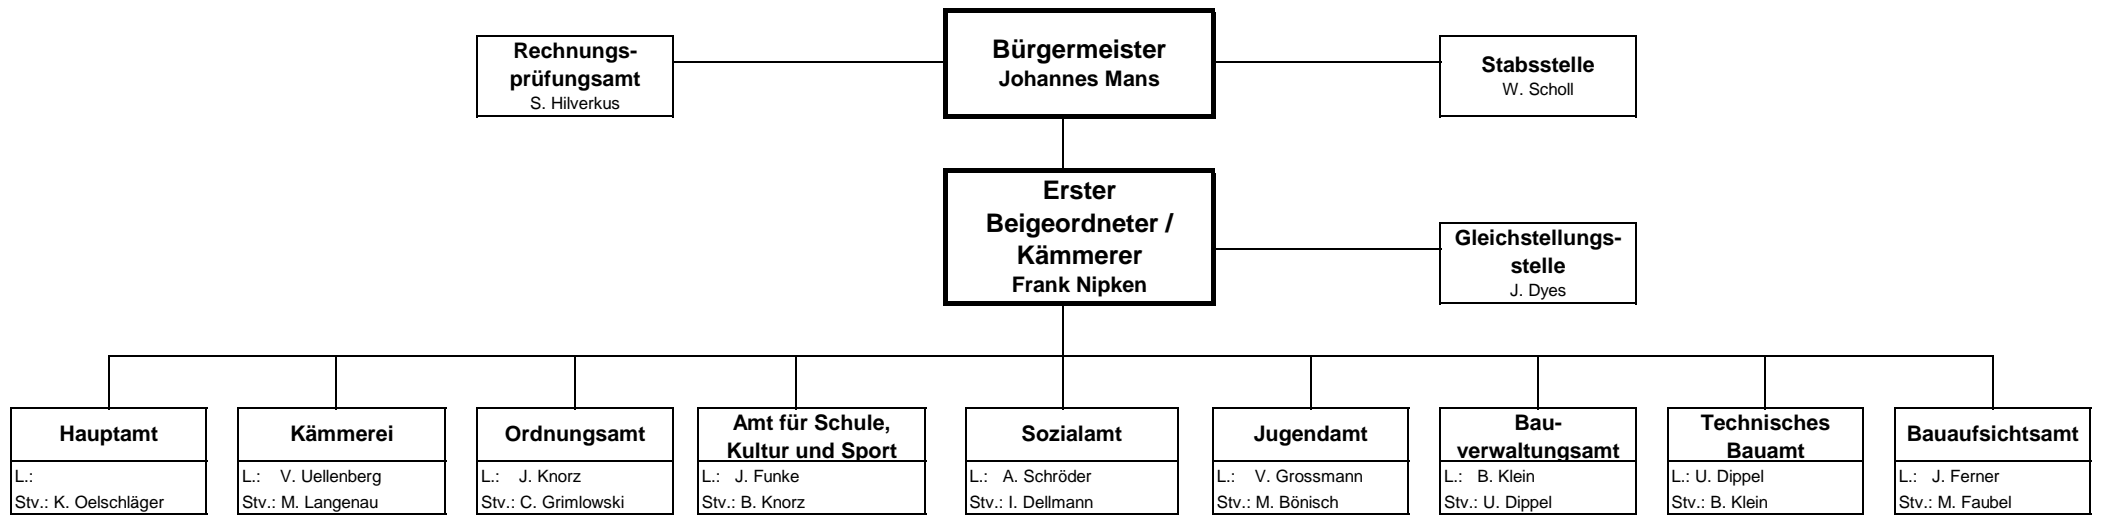 Bürgermeister
Johannes Mans
Rechnungs-
prüfungsamt
S. Hilverkus
Stabsstelle
W. Scholl
Erster
Beigeordneter /
Kämmerer
Frank Nipken
Gleichstellungs-
stelle
J. Dyes
Hauptamt
L.:
Stv.: K. Oelschläger
Kämmerei
L.: V. Uellenberg
Stv.: M. Langenau
Ordnungsamt
L.: J. Knorz
Stv.: C. Grimlowski
Amt für Schule,
Kultur und Sport
L.: J. Funke
Stv.: B. Knorz
Sozialamt
L.: A. Schröder
Stv.: I. Dellmann
Jugendamt
L.: V. Grossmann
Stv.: M. Bönisch
Bau-
verwaltungsamt
L.: B. Klein
Stv.: U. Dippel
Technisches
Bauamt
L.: U. Dippel
Stv.: B. Klein
Bauaufsichtsamt
L.: J. Ferner
Stv.: M. Faubel